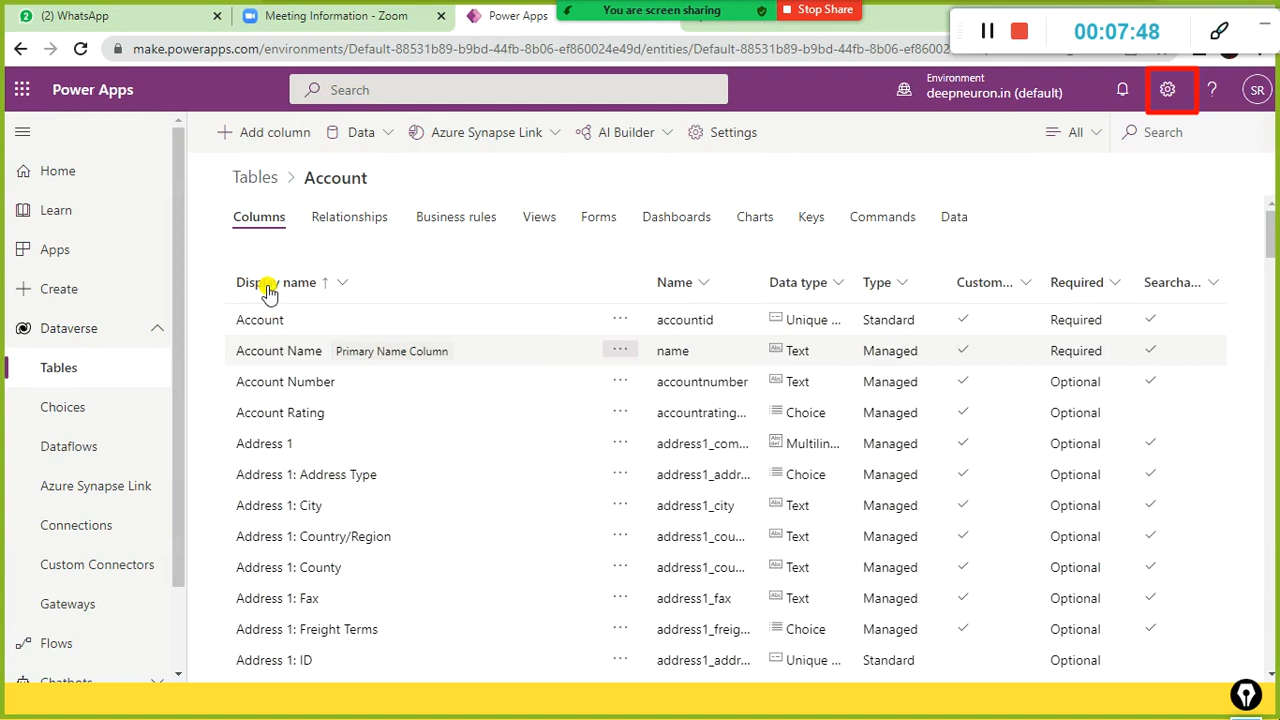 2 (2) WhatsApp × Meeting Information - Zoom × Power Apps You are screen sharing Stop Share
00:07:48
make.powerapps.com/environments/Default-88531b89-b9bd-44fb-8b06-ef860024e49d/entities/Default-88531b89-b9bd-44fb-8b06-ef860024e49d/
Power Apps Search Environment
deepneuron.in (default) ? SR
+ Add column Data Azure Synapse Link AI Builder Settings All Search
Tables > Account
Columns Relationships Business rules Views Forms Dashboards Charts Keys Commands Data
Display name ↑ Name Data type Type Custom... Required Searcha...
Account ... accountid Unique ... Standard ✓ Required ✓
Account Name Primary Name Column ... name Text Managed ✓ Required ✓
Account Number ... accountnumber Text Managed ✓ Optional ✓
Account Rating ... accountrating... Choice Managed ✓ Optional
Address 1 ... address1_com... Multilin... Managed ✓ Optional ✓
Address 1: Address Type ... address1_addr... Choice Managed ✓ Optional ✓
Address 1: City ... address1_city Text Managed ✓ Optional ✓
Address 1: Country/Region ... address1_cou... Text Managed ✓ Optional ✓
Address 1: County ... address1_cou... Text Managed ✓ Optional ✓
Address 1: Fax ... address1_fax Text Managed ✓ Optional ✓
Address 1: Freight Terms ... address1_freig... Choice Managed ✓ Optional ✓
Address 1: ID ... address1_addr... Unique ... Standard Optional
Home
Learn
Apps
+ Create
Dataverse
Tables
Choices
Dataflows
Azure Synapse Link
Connections
Custom Connectors
Gateways
Flows
Chatbots